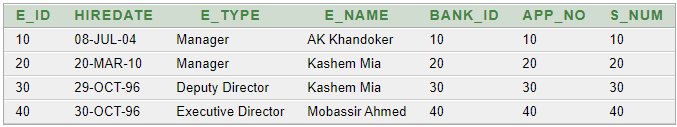 E_ID HIREDATE E_TYPE E_NAME BANK_ID APP_NO S_NUM
10 08-JUL-04 Manager AK Khandoker 10 10 10
20 20-MAR-10 Manager Kashem Mia 20 20 20
30 29-OCT-96 Deputy Director Kashem Mia 30 30 30
40 30-OCT-96 Executive Director Mobassir Ahmed 40 40 40